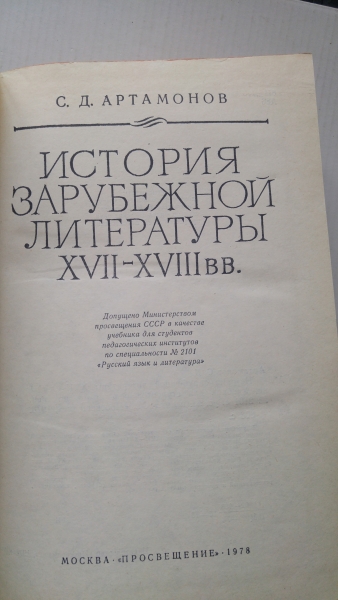 С. Д. АРТАМОНОВ
ИСТОРИЯ
ЗАРУБЕЖНОЙ
ЛИТЕРАТУРЫ
XVII–XVIII ВВ.
Допущено Министерством
просвещения СССР в качестве
учебника для студентов
педагогических институтов
по специальности № 2101
«Русский язык и литература»
МОСКВА · «ПРОСВЕЩЕНИЕ» · 1978